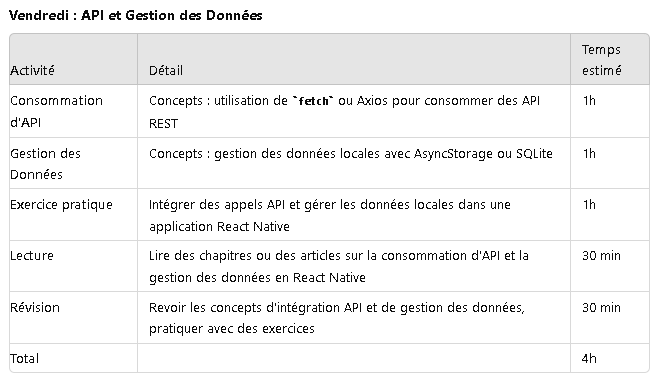 Vendredi : API et Gestion des Données
Temps
Activité Détail estimé
Consommation Concepts : utilisation de `fetch` ou Axios pour consommer des API 1h
d'API REST
Gestion des Concepts : gestion des données locales avec AsyncStorage ou SQLite 1h
Données
Exercice pratique Intégrer des appels API et gérer les données locales dans une 1h
application React Native
Lecture Lire des chapitres ou des articles sur la consommation d'API et la 30 min
gestion des données en React Native
Révision Revoir les concepts d'intégration API et de gestion des données, 30 min
pratiquer avec des exercices
Total 4h